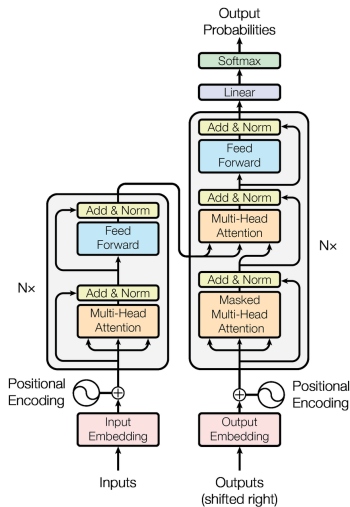 Output
Probabilities
Softmax
Linear
Add & Norm
Feed
Forward
Add & Norm
Multi-Head
Attention
Add & Norm
Masked
Multi-Head
Attention
N×
Add & Norm
Feed
Forward
Add & Norm
Multi-Head
Attention
N×
Positional
Encoding
Input
Embedding
Inputs
Positional
Encoding
Output
Embedding
Outputs
(shifted right)